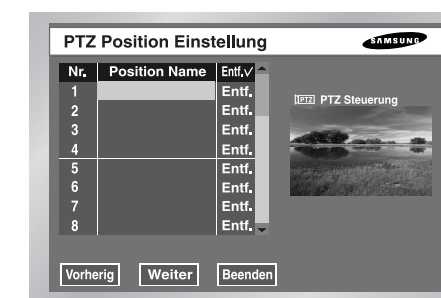 PTZ Position Einstellung
SAMSUNG
Nr. Position Name Entf.✓
1 Entf.
2 Entf.
3 Entf.
4 Entf.
5 Entf.
6 Entf.
7 Entf.
8 Entf.
PTZ PTZ Steuerung
Vorherig Weiter Beenden